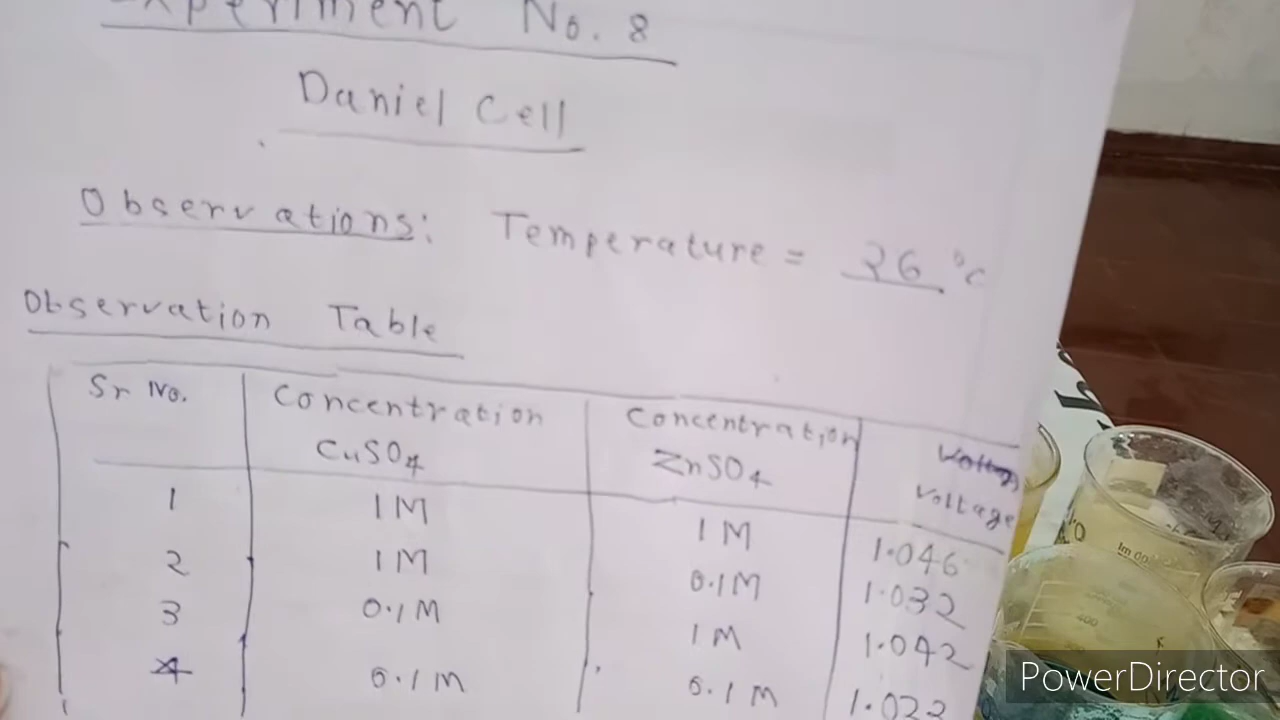 Experiment No. 8
Daniel Cell
Observations: Temperature = 26 °C
Observation Table
Sr No. Concentration CuSO4 Concentration ZnSO4 voltage
1 1M 1M 1.046
2 1M 0.1M 1.032
3 0.1M 1M 1.042
4 0.1M 0.1M
PowerDirector